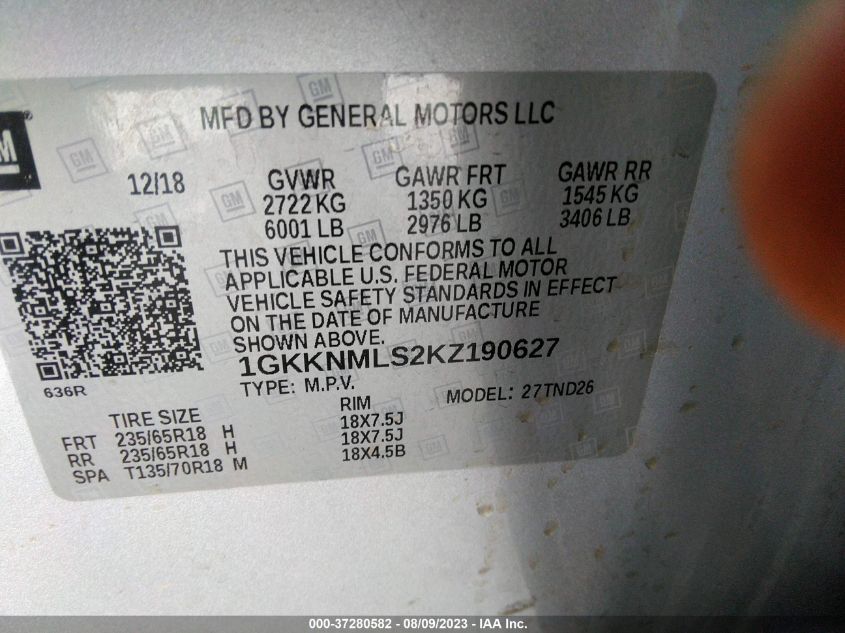 MFD BY GENERAL MOTORS LLC
GM
12/18 GVWR GAWR FRT GAWR RR
2722 KG 1350 KG 1545 KG
6001 LB 2976 LB 3406 LB
THIS VEHICLE CONFORMS TO ALL
APPLICABLE U.S. FEDERAL MOTOR
VEHICLE SAFETY STANDARDS IN EFFECT
ON THE DATE OF MANUFACTURE
SHOWN ABOVE.
1GKKNMLS2KZ190627
636R
TYPE: M.P.V. MODEL: 27TND26
TIRE SIZE RIM
FRT 235/65R18 H 18X7.5J
RR 235/65R18 H 18X7.5J
SPA T135/70R18 M 18X4.5B
000-37280582 - 08/09/2023 - IAA Inc.